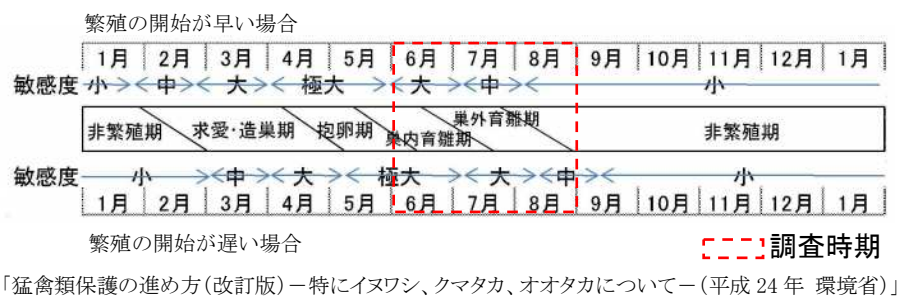 繁殖の開始が早い場合
1月 2月 3月 4月 5月 6月 7月 8月 9月 10月 11月 12月 1月
敏感度 小 中 大 極大 大 中 小
非繁殖期 求愛・造巣期 抱卵期 巣内育雛期 巣外育雛期 非繁殖期
敏感度 小 中 大 極大 大 中 小
1月 2月 3月 4月 5月 6月 7月 8月 9月 10月 11月 12月 1月
繁殖の開始が遅い場合
調査時期
「猛禽類保護の進め方(改訂版)-特にイヌワシ、クマタカ、オオタカについて-(平成24年 環境省)」